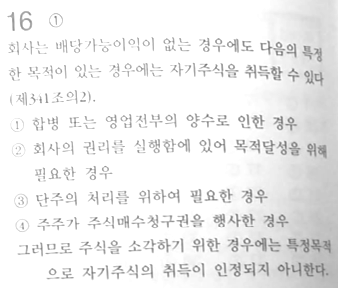 16 ①
회사는 배당가능이익이 없는 경우에도 다음의 특정
한 목적이 있는 경우에는 자기주식을 취득할 수 있다
(제341조의2).
① 합병 또는 영업전부의 양수로 인한 경우
② 회사의 권리를 실행함에 있어 목적달성을 위해
필요한 경우
③ 단주의 처리를 위하여 필요한 경우
④ 주주가 주식매수청구권을 행사한 경우
그러므로 주식을 소각하기 위한 경우에는 특정목적
으로 자기주식의 취득이 인정되지 아니한다.